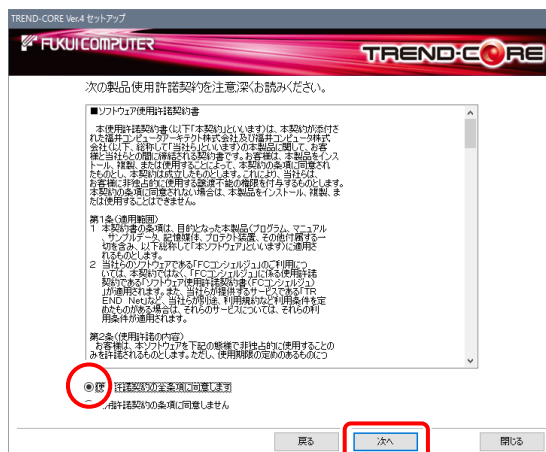 TREND-CORE Ver.4 セットアップ
FUKUI COMPUTER
TREND-CORE
次の製品使用許諾契約を注意深くお読みください。
■ソフトウェア使用許諾契約書
本使用許諾契約書(以下「本契約」といいます)は、本契約が添付さ
れた福井コンピュータアーキテクト株式会社及び福井コンピュータ株式
会社(以下、総称して「当社ら」といいます)の本製品に関して、お客
様と当社らとの間に締結される契約書です。お客様は、本製品をインス
トール、複製、または使用することによって、本契約の条項に同意され
たものとし、本契約は成立したものとします。これにより、当社らは、
お客様に非独占的に使用する譲渡不能の権限を付与するものとします。
本契約の条項に同意されない場合は、本製品をインストール、複製、ま
たは使用することはできません。
第1条(適用範囲)
1 本契約書の条項は、目的となった本製品(プログラム、マニュアル
、サンプルデータ、記憶媒体、プロテクト装置、その他付属する一
切を含み、以下総称して「本ソフトウェア」といいます)に適用さ
れるものとします。
2 当社らのソフトウェアである「FCコンシェルジュ」のご利用につ
いては、本契約ではなく、「FCコンシェルジュ」に係る使用許諾
契約である「ソフトウェア使用許諾契約書(FCコンシェルジュ)
」が適用されます。また、当社らが提供するサービスである「TR
END Net」など、当社らが別途、利用規約など利用条件を定
めたものがある場合は、それらのサービスについては、それらの利
用条件が適用されます。
第2条(使用許諾の内容)
お客様は、本ソフトウェアを下記の態様で非独占的に使用することの
みを許諾されるものとします。ただし、使用期限の定めのあるものにつ
許諾契約の全条項に同意します
用許諾契約の条項に同意しません
戻る
次へ
閉じる